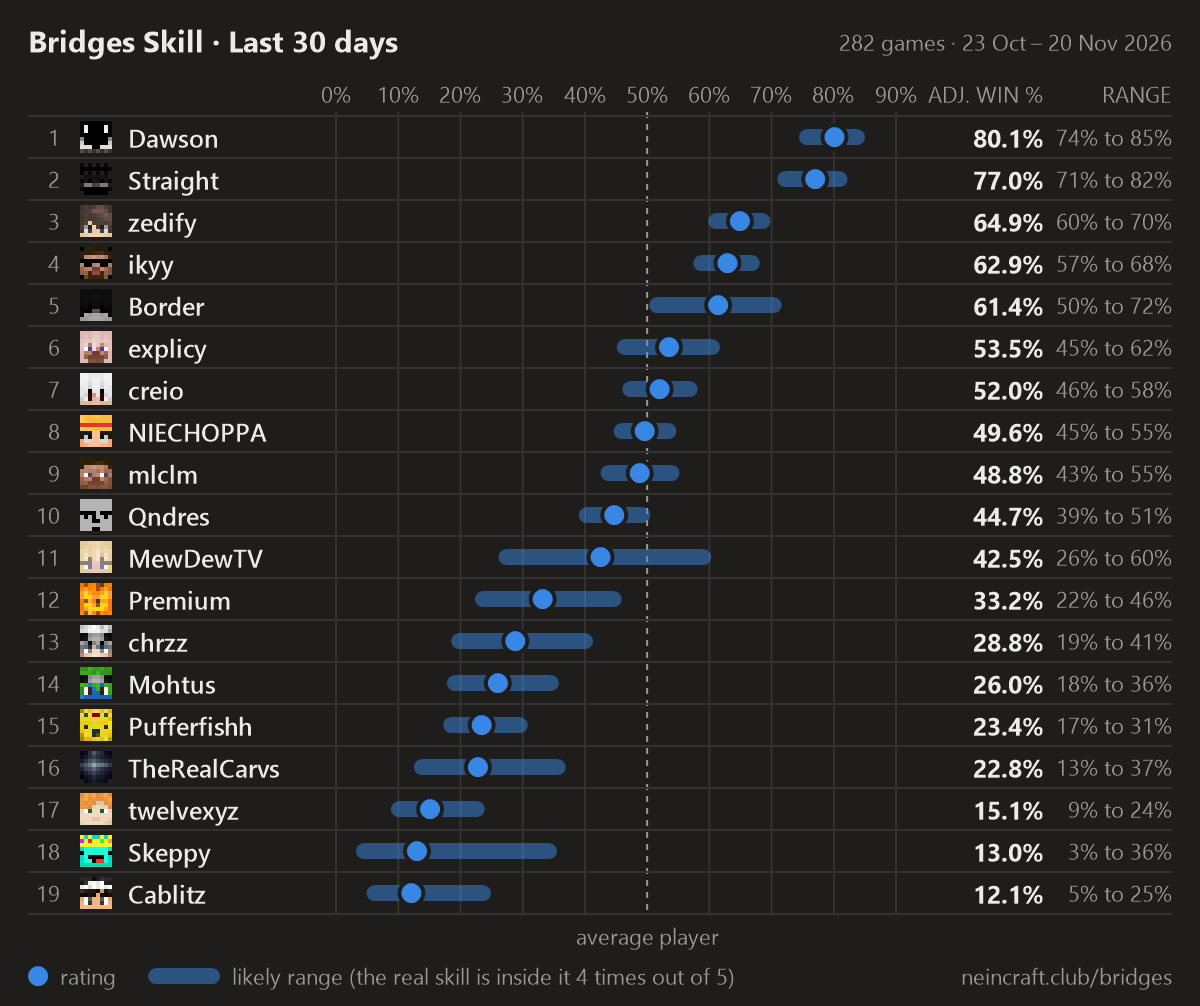 Bridges Skill · Last 30 days
282 games · 23 Oct – 20 Nov 2026
0% 10% 20% 30% 40% 50% 60% 70% 80% 90% ADJ. WIN % RANGE
1 Dawson 80.1% 74% to 85%
2 Straight 77.0% 71% to 82%
3 zedify 64.9% 60% to 70%
4 ikyy 62.9% 57% to 68%
5 Border 61.4% 50% to 72%
6 explicy 53.5% 45% to 62%
7 creio 52.0% 46% to 58%
8 NIECHOPPA 49.6% 45% to 55%
9 mlclm 48.8% 43% to 55%
10 Qndres 44.7% 39% to 51%
11 MewDewTV 42.5% 26% to 60%
12 Premium 33.2% 22% to 46%
13 chrzz 28.8% 19% to 41%
14 Mohtus 26.0% 18% to 36%
15 Pufferfishh 23.4% 17% to 31%
16 TheRealCarvs 22.8% 13% to 37%
17 twelvexyz 15.1% 9% to 24%
18 Skeppy 13.0% 3% to 36%
19 Cablitz 12.1% 5% to 25%
average player
rating likely range (the real skill is inside it 4 times out of 5)
neincraft.club/bridges